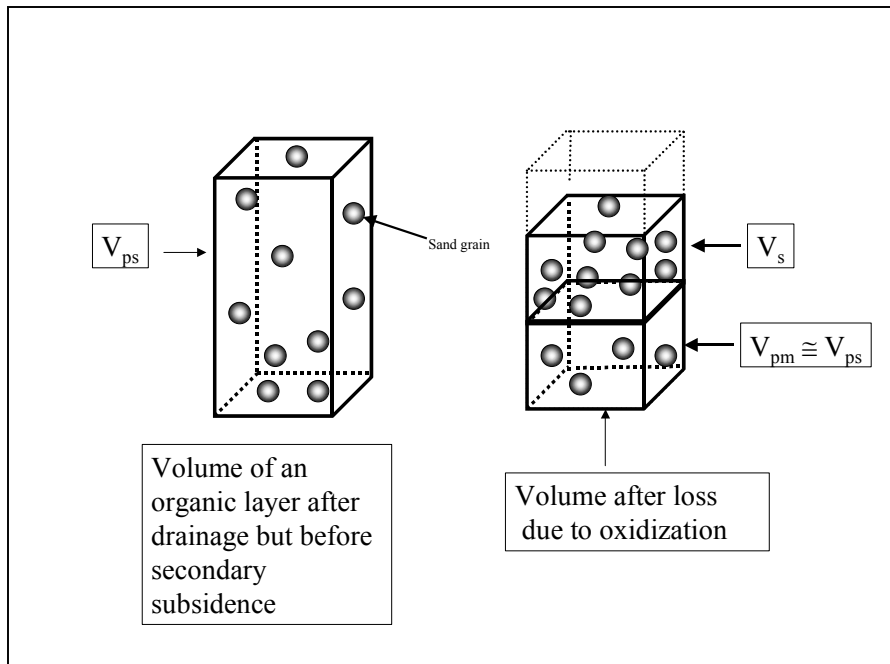 V_ps
Sand grain
V_s
V_pm ≅ V_ps
Volume of an
organic layer after
drainage but before
secondary
subsidence
Volume after loss
due to oxidization